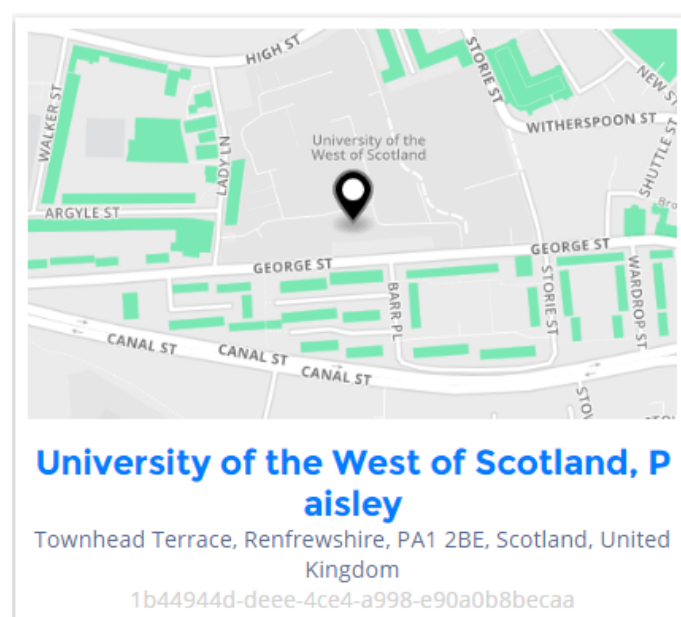 HIGH ST
STORIE ST
NEW ST
WITHERSPOON ST
WALKER ST
LADY LN
University of the
West of Scotland
SHUTTLE ST
Bro
ARGYLE ST
GEORGE ST
GEORGE ST
BARR PL
STORIE ST
WARDROP ST
CANAL ST
CANAL ST
CANAL ST
STO
University of the West of Scotland, P
aisley
Townhead Terrace, Renfrewshire, PA1 2BE, Scotland, United
Kingdom
1b44944d-deee-4ce4-a998-e90a0b8becaa